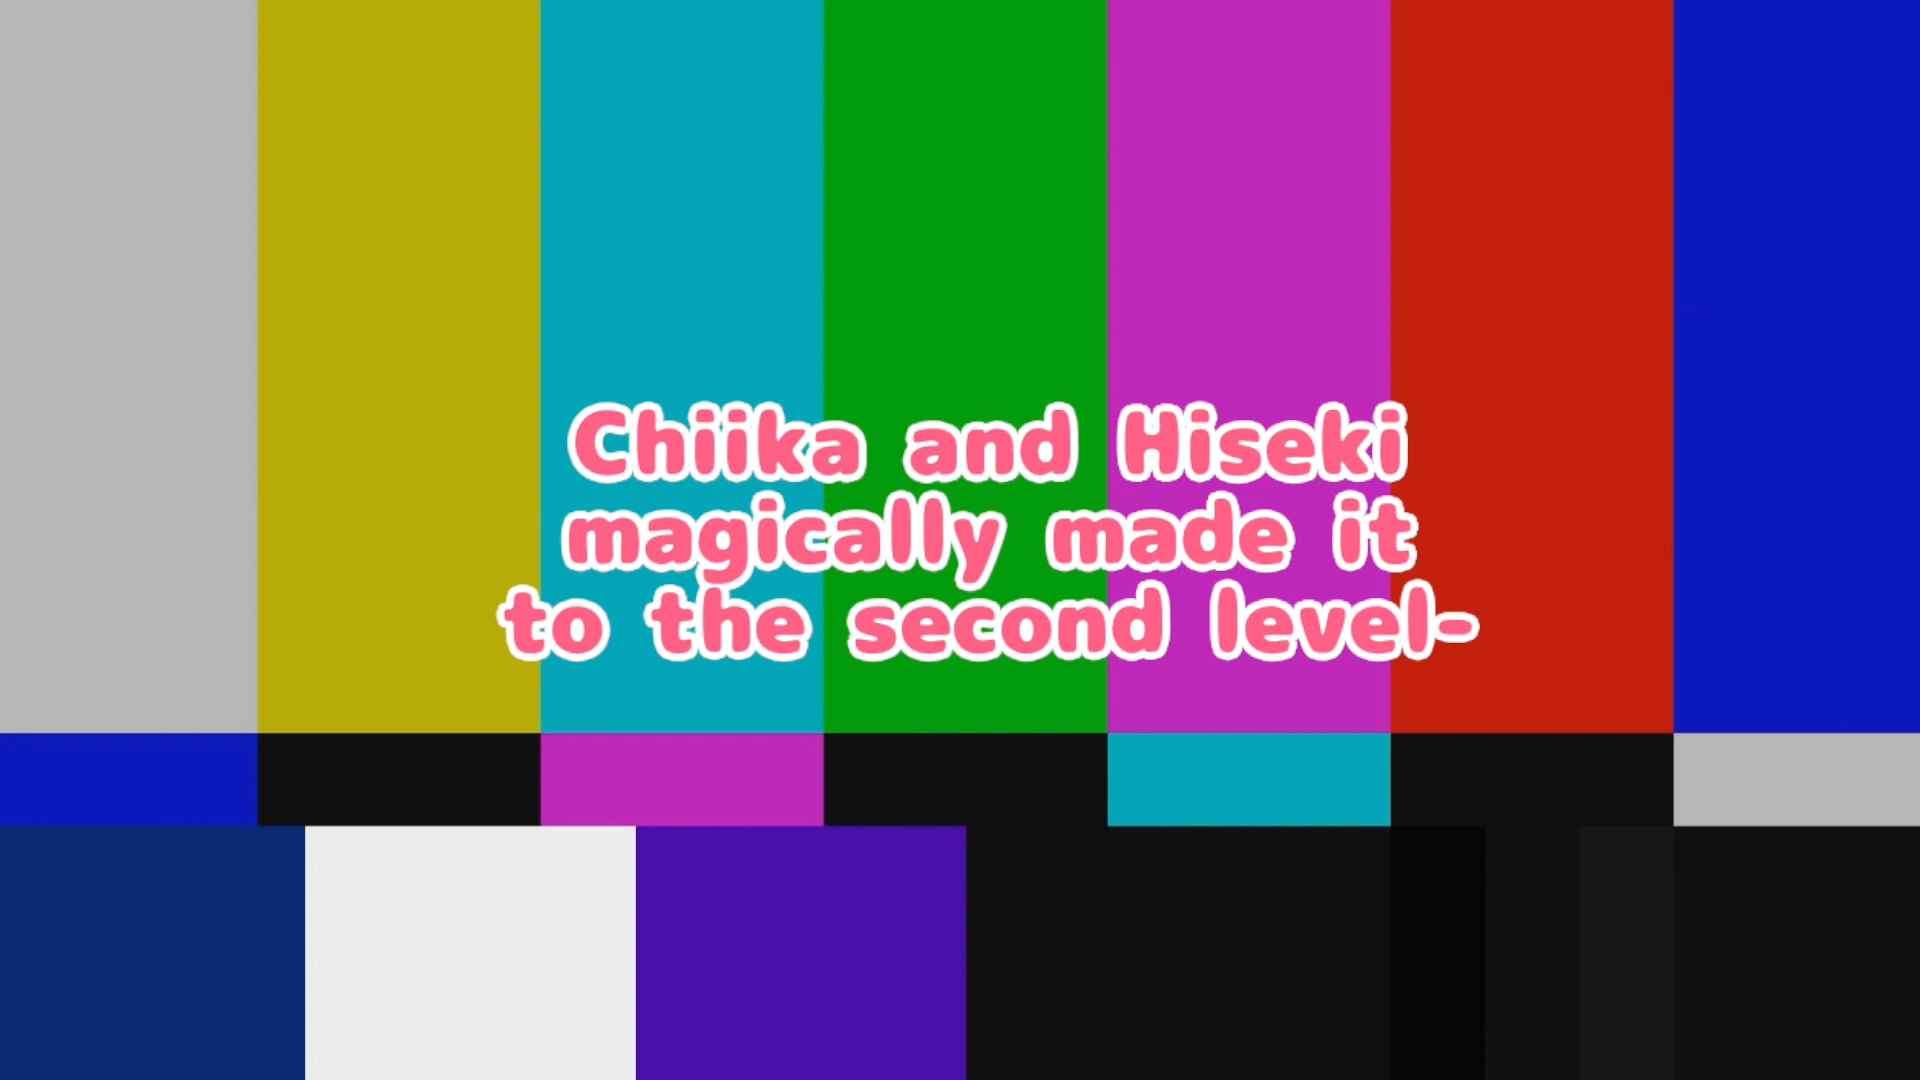 Chiika and Hiseki
magically made it
to the second level-